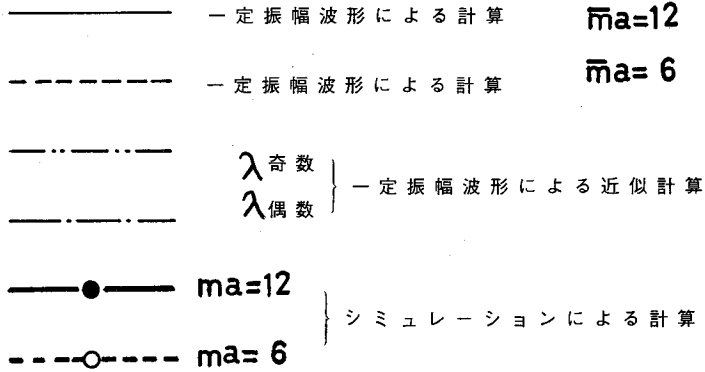 一定振幅波形による計算 m̅a=12
一定振幅波形による計算 m̅a= 6
λ奇数
一定振幅波形による近似計算
λ偶数
ma=12
シミュレーションによる計算
ma= 6